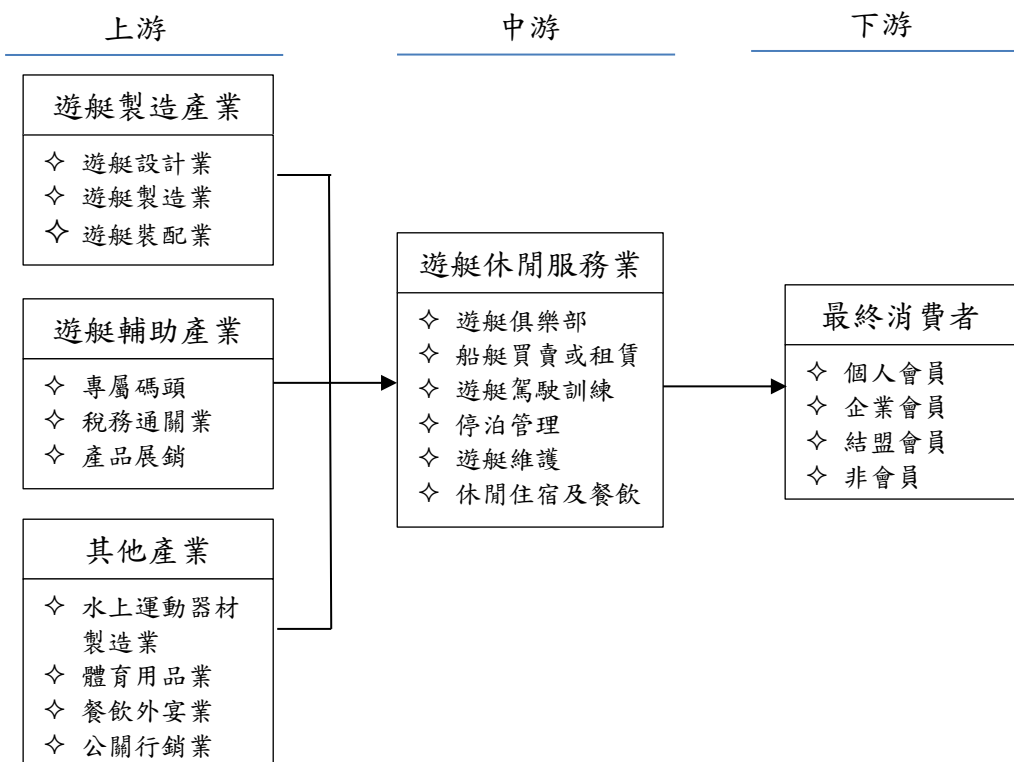 上游
中游
下游
遊艇製造產業
✧ 遊艇設計業
✧ 遊艇製造業
✧ 遊艇裝配業
遊艇輔助產業
✧ 專屬碼頭
✧ 稅務通關業
✧ 產品展銷
其他產業
✧ 水上運動器材
製造業
✧ 體育用品業
✧ 餐飲外宴業
✧ 公關行銷業
遊艇休閒服務業
✧ 遊艇俱樂部
✧ 船艇買賣或租賃
✧ 遊艇駕駛訓練
✧ 停泊管理
✧ 遊艇維護
✧ 休閒住宿及餐飲
最終消費者
✧ 個人會員
✧ 企業會員
✧ 結盟會員
✧ 非會員